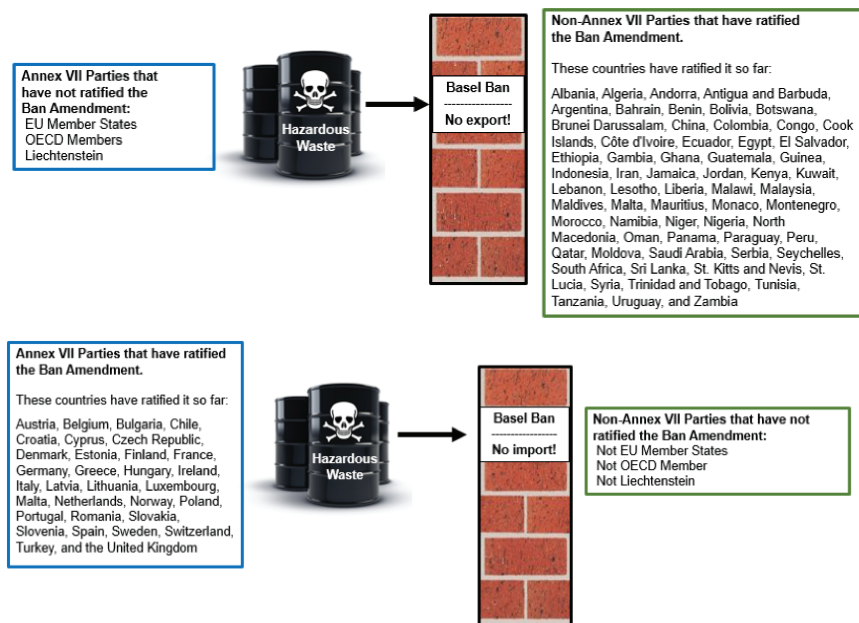 Annex VII Parties that
have not ratified the
Ban Amendment:
EU Member States
OECD Members
Liechtenstein
Hazardous
Waste
Basel Ban
------------------
No export!
Non-Annex VII Parties that have ratified
the Ban Amendment.
These countries have ratified it so far:
Albania, Algeria, Andorra, Antigua and Barbuda,
Argentina, Bahrain, Benin, Bolivia, Botswana,
Brunei Darussalam, China, Colombia, Congo, Cook
Islands, Côte d'Ivoire, Ecuador, Egypt, El Salvador,
Ethiopia, Gambia, Ghana, Guatemala, Guinea,
Indonesia, Iran, Jamaica, Jordan, Kenya, Kuwait,
Lebanon, Lesotho, Liberia, Malawi, Malaysia,
Maldives, Malta, Mauritius, Monaco, Montenegro,
Morocco, Namibia, Niger, Nigeria, North
Macedonia, Oman, Panama, Paraguay, Peru,
Qatar, Moldova, Saudi Arabia, Serbia, Seychelles,
South Africa, Sri Lanka, St. Kitts and Nevis, St.
Lucia, Syria, Trinidad and Tobago, Tunisia,
Tanzania, Uruguay, and Zambia
Annex VII Parties that have ratified
the Ban Amendment.
These countries have ratified it so far:
Austria, Belgium, Bulgaria, Chile,
Croatia, Cyprus, Czech Republic,
Denmark, Estonia, Finland, France,
Germany, Greece, Hungary, Ireland,
Italy, Latvia, Lithuania, Luxembourg,
Malta, Netherlands, Norway, Poland,
Portugal, Romania, Slovakia,
Slovenia, Spain, Sweden, Switzerland,
Turkey, and the United Kingdom
Hazardous
Waste
Basel Ban
------------------
No import!
Non-Annex VII Parties that have not
ratified the Ban Amendment:
Not EU Member States
Not OECD Member
Not Liechtenstein